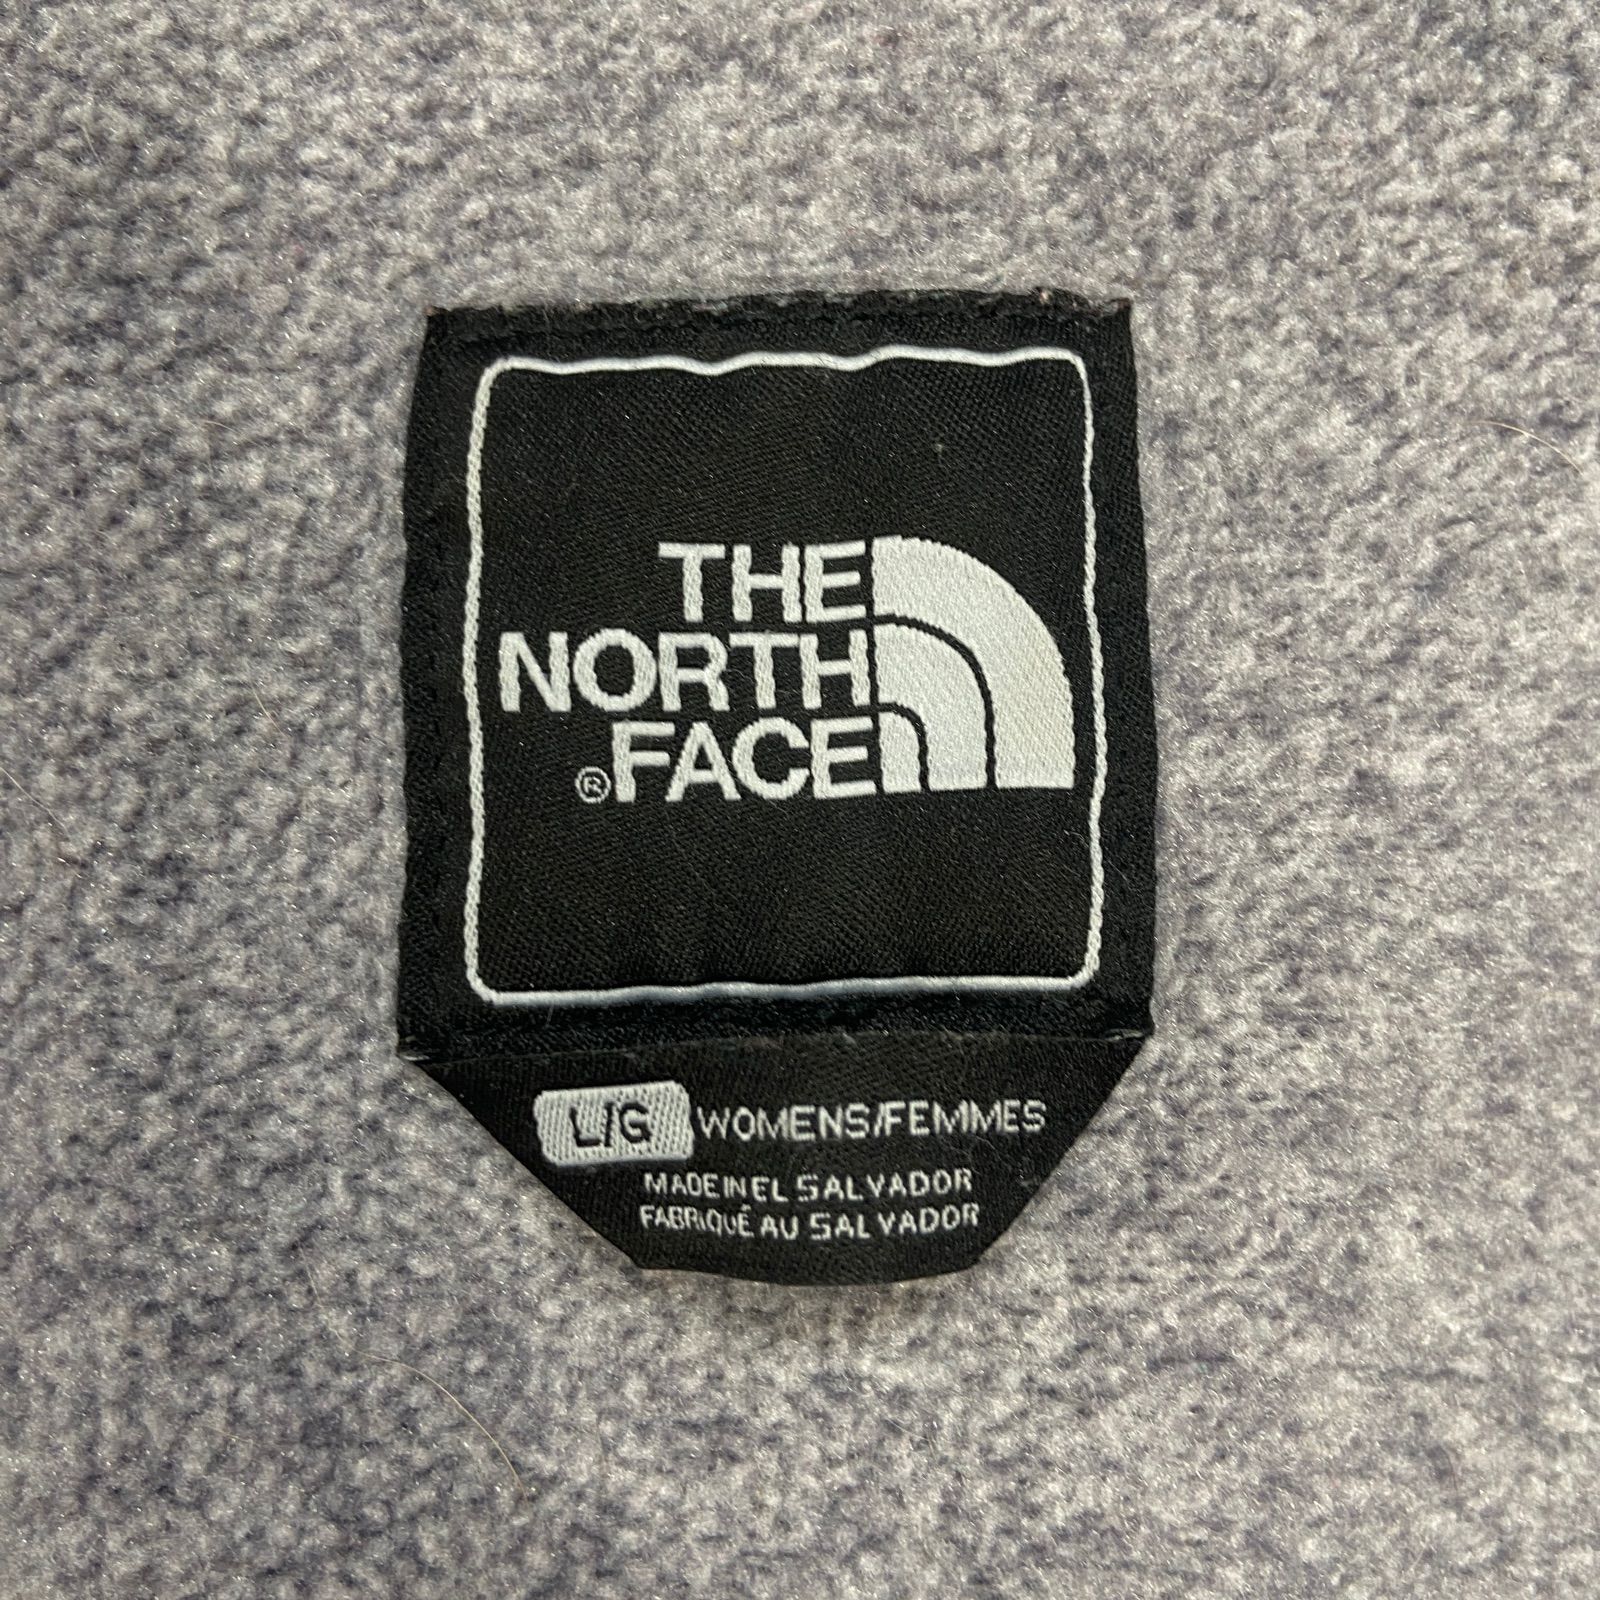 THE
NORTH
®FACE
L/G WOMENS/FEMMES
MADE IN EL SALVADOR
FABRIQUÉ AU SALVADOR